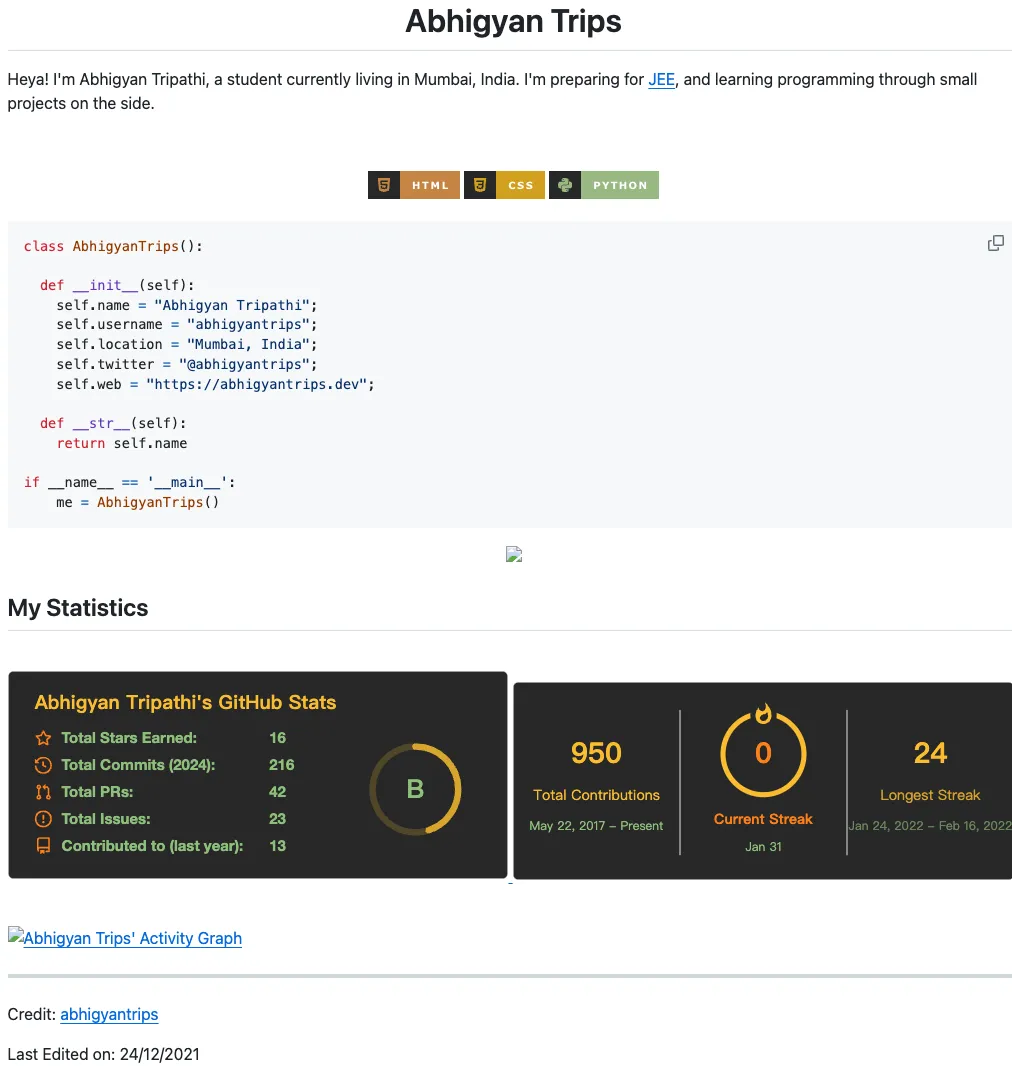 Abhigyan Trips
Heya! I'm Abhigyan Tripathi, a student currently living in Mumbai, India. I'm preparing for JEE, and learning programming through small
projects on the side.
HTML CSS PYTHON
class AbhigyanTrips():
  def __init__(self):
    self.name = "Abhigyan Tripathi";
    self.username = "abhigyantrips";
    self.location = "Mumbai, India";
    self.twitter = "@abhigyantrips";
    self.web = "https://abhigyantrips.dev";
  def __str__(self):
    return self.name
if __name__ == '__main__':
    me = AbhigyanTrips()
My Statistics
Abhigyan Tripathi's GitHub Stats
Total Stars Earned: 16
Total Commits (2024): 216
Total PRs: 42
Total Issues: 23
Contributed to (last year): 13
B
950
Total Contributions
May 22, 2017 – Present
0
Current Streak
Jan 31
24
Longest Streak
Jan 24, 2022 – Feb 16, 2022
Abhigyan Trips' Activity Graph
Credit: abhigyantrips
Last Edited on: 24/12/2021